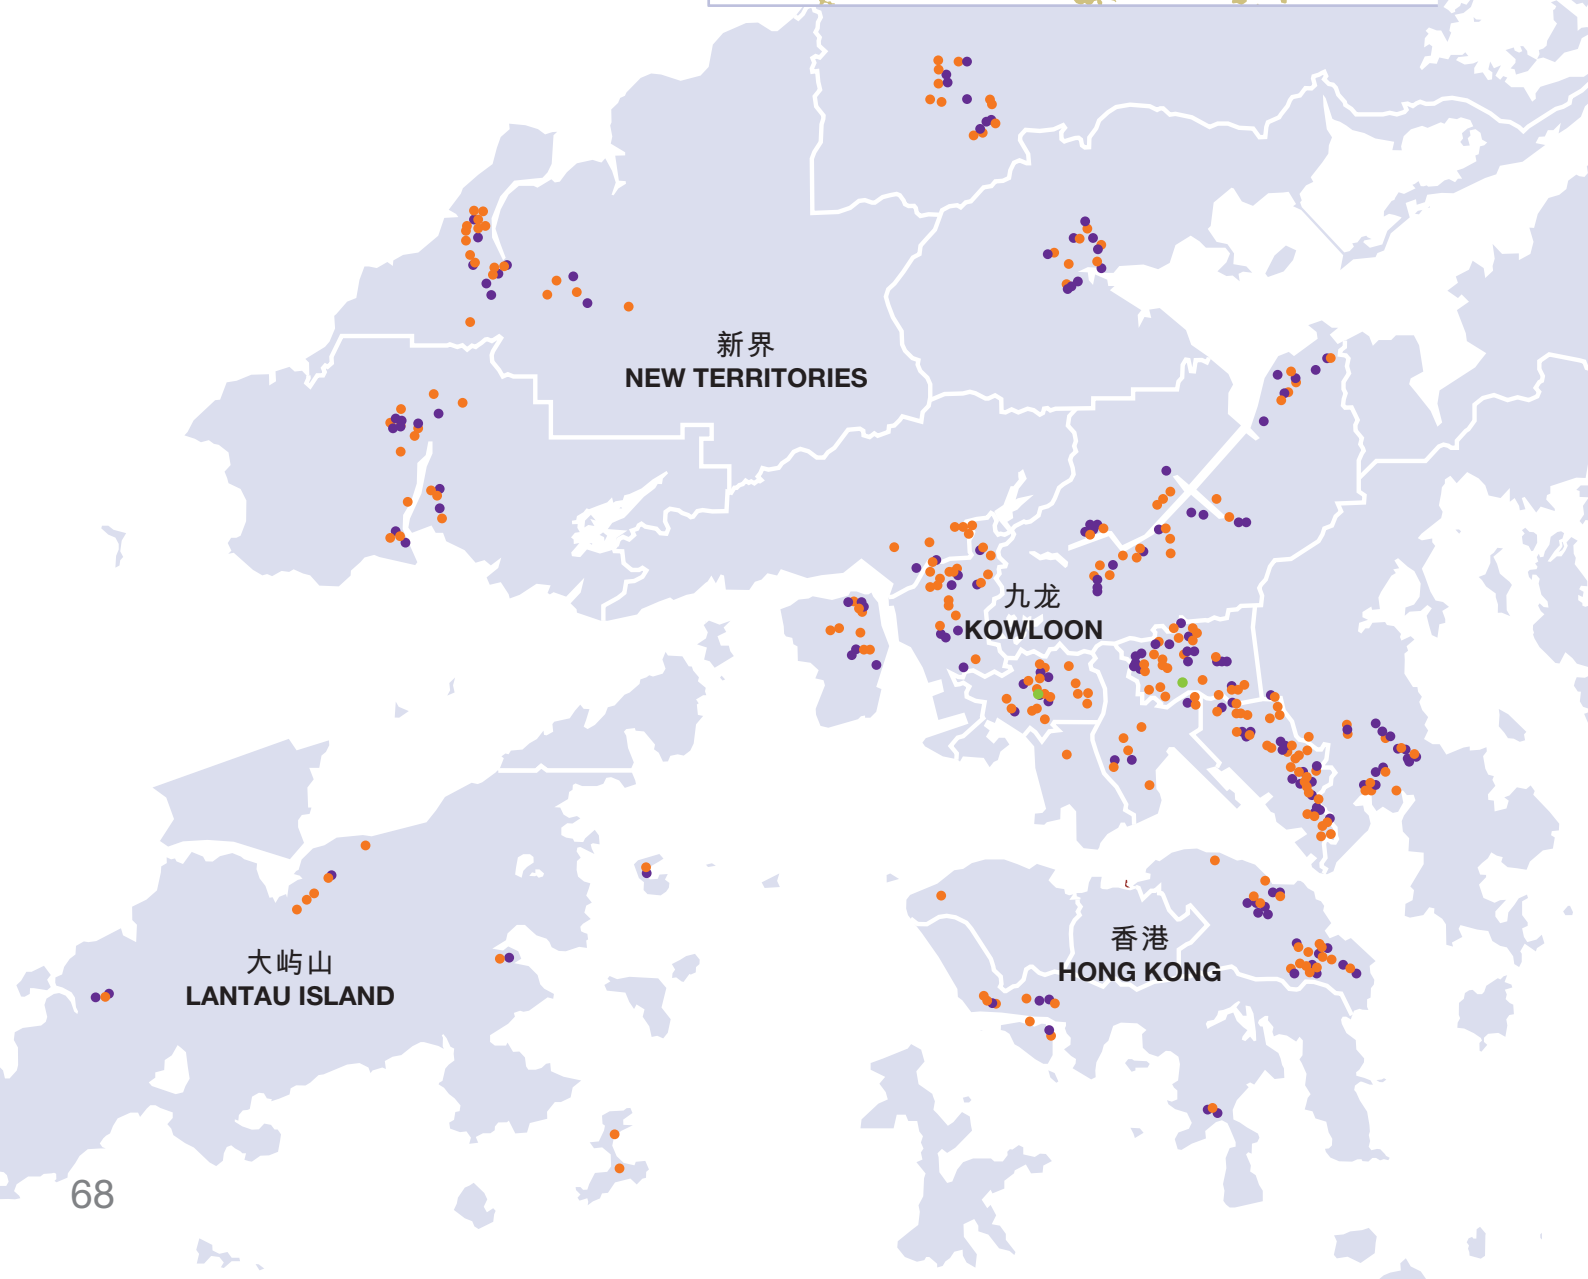 新界
NEW TERRITORIES
九龙
KOWLOON
香港
HONG KONG
大屿山
LANTAU ISLAND
68